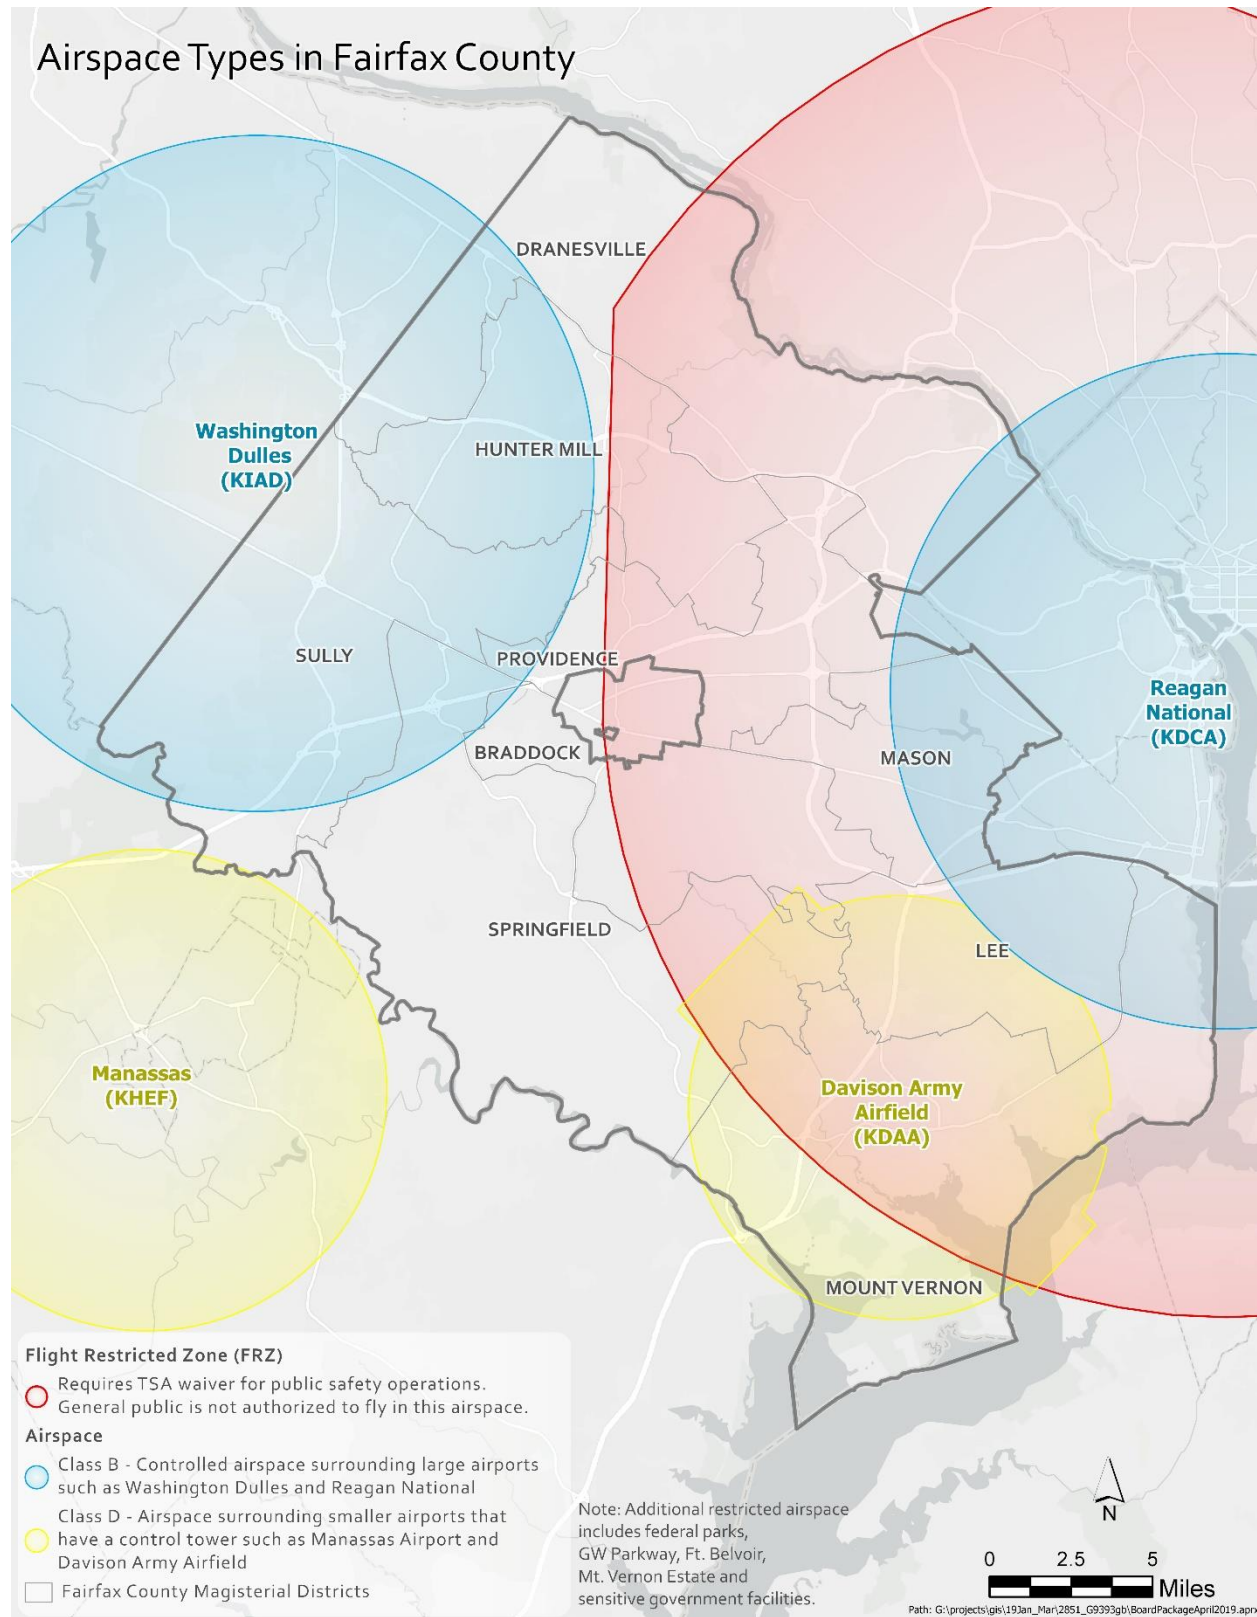 Airspace Types in Fairfax County
DRANESVILLE
Washington
Dulles
(KIAD)
HUNTER MILL
SULLY
PROVIDENCE
BRADDOCK
MASON
Reagan
National
(KDCA)
SPRINGFIELD
LEE
Manassas
(KHEF)
Davison Army
Airfield
(KDAA)
MOUNT VERNON
Flight Restricted Zone (FRZ)
Requires TSA waiver for public safety operations.
General public is not authorized to fly in this airspace.
Airspace
Class B - Controlled airspace surrounding large airports
such as Washington Dulles and Reagan National
Class D - Airspace surrounding smaller airports that
have a control tower such as Manassas Airport and
Davison Army Airfield
Fairfax County Magisterial Districts
Note: Additional restricted airspace
includes federal parks,
GW Parkway, Ft. Belvoir,
Mt. Vernon Estate and
sensitive government facilities.
N
0 2.5 5
Miles
Path: G:\projects\gis\19Jan_Mar\2851_G9393gb\BoardPackageApril2019.aprx